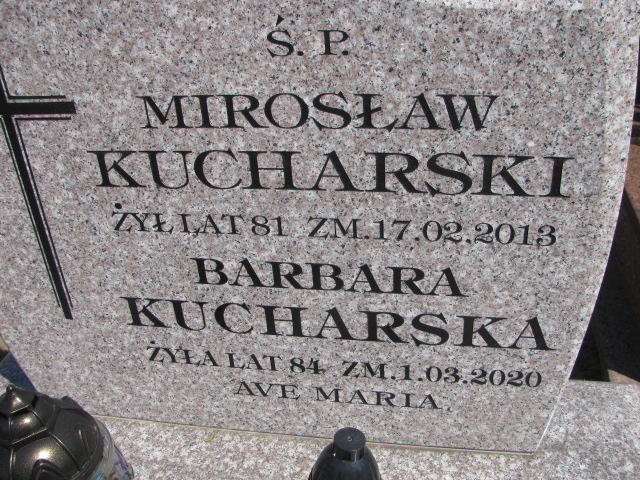 Ś. P.
MIROSŁAW
KUCHARSKI
ŻYŁ LAT 81 ZM.17.02.2013
BARBARA
KUCHARSKA
ŻYŁA LAT 84 ZM.1.03.2020
AVE MARIA